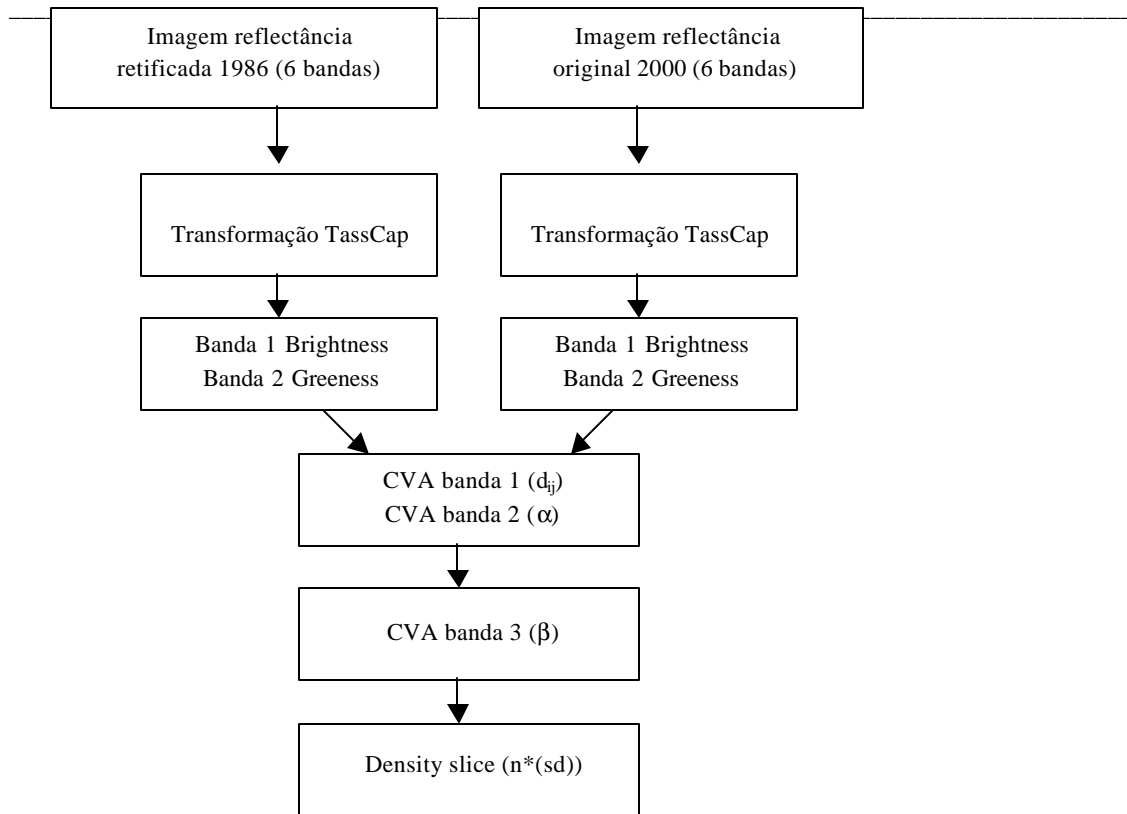 Imagem reflectância
retificada 1986 (6 bandas)
Imagem reflectância
original 2000 (6 bandas)
Transformação TassCap
Transformação TassCap
Banda 1 Brightness
Banda 2 Greeness
Banda 1 Brightness
Banda 2 Greeness
CVA banda 1 (dij)
CVA banda 2 (α)
CVA banda 3 (β)
Density slice (n*(sd))